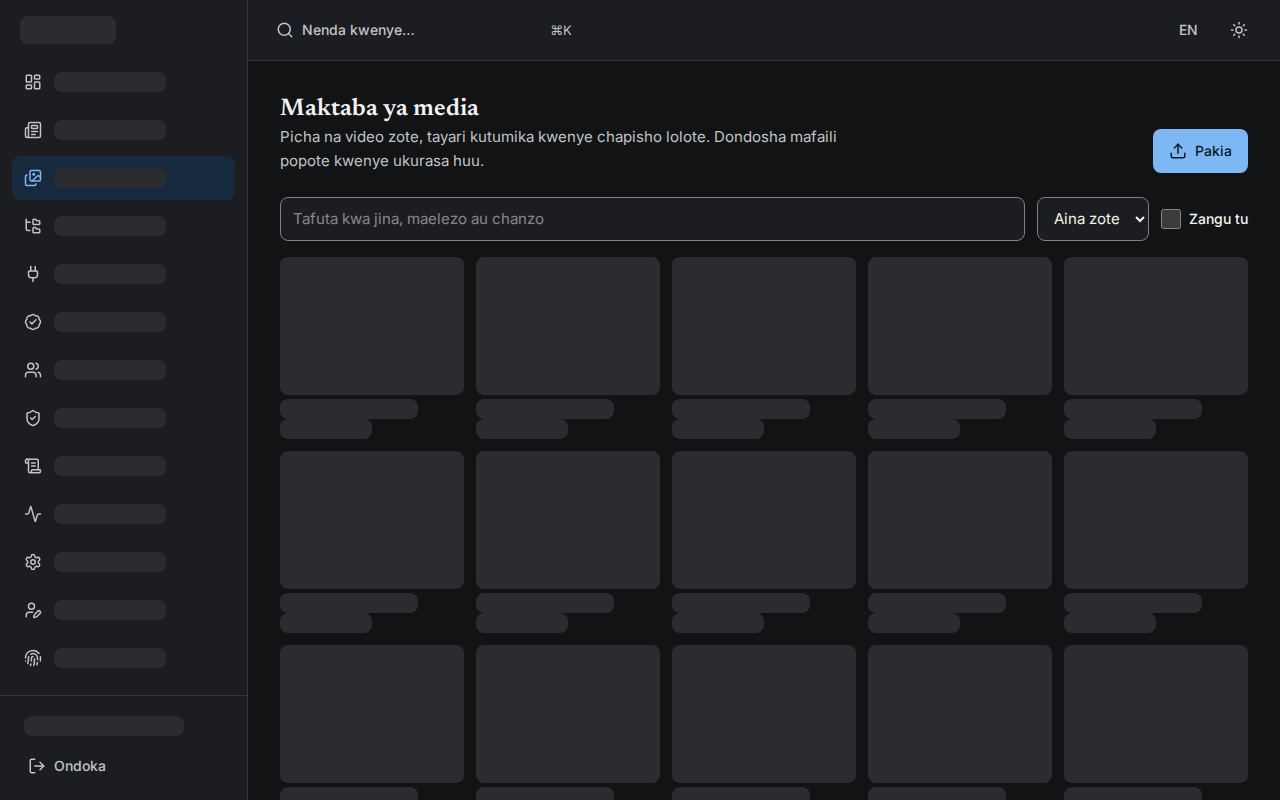 Nenda kwenye...
⌘K
EN
Maktaba ya media
Picha na video zote, tayari kutumika kwenye chapisho lolote. Dondosha mafaili
popote kwenye ukurasa huu.
Pakia
Tafuta kwa jina, maelezo au chanzo
Aina zote
Zangu tu
Ondoka